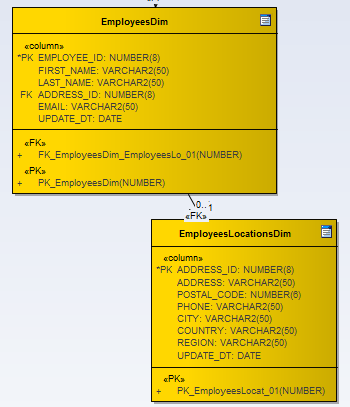 EmployeesDim
«column»
*PK EMPLOYEE_ID: NUMBER(8)
FIRST_NAME: VARCHAR2(50)
LAST_NAME: VARCHAR2(50)
FK ADDRESS_ID: NUMBER(8)
EMAIL: VARCHAR2(50)
UPDATE_DT: DATE
«FK»
+ FK_EmployeesDim_EmployeesLo_01(NUMBER)
«PK»
+ PK_EmployeesDim(NUMBER)
0..1
«FK»
EmployeesLocationsDim
«column»
*PK ADDRESS_ID: NUMBER(8)
ADDRESS: VARCHAR2(50)
POSTAL_CODE: NUMBER(6)
PHONE: VARCHAR2(50)
CITY: VARCHAR2(50)
COUNTRY: VARCHAR2(50)
REGION: VARCHAR2(50)
UPDATE_DT: DATE
«PK»
+ PK_EmployeesLocat_01(NUMBER)